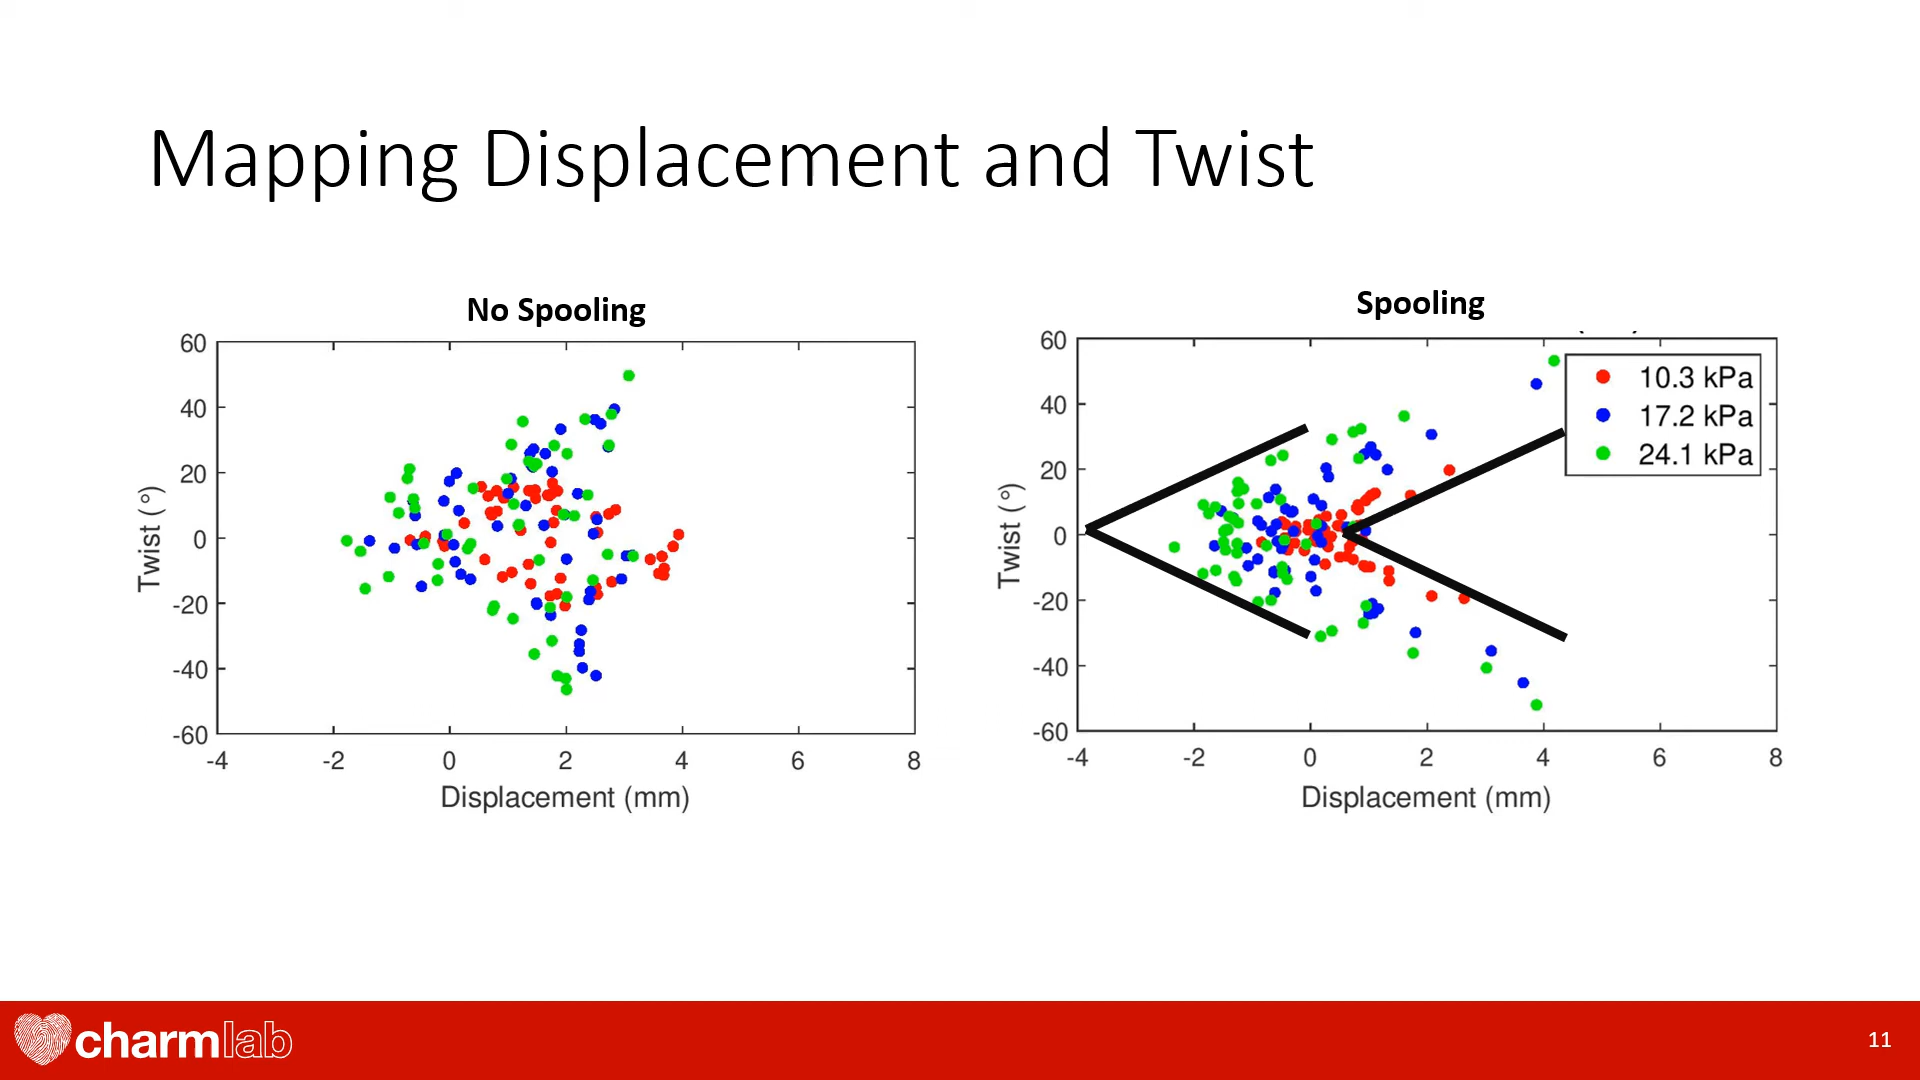 Mapping Displacement and Twist
No Spooling
Spooling
60
40
20
0
-20
-40
-60
-4
-2
0
2
4
6
8
Twist (°)
Displacement (mm)
60
40
20
0
-20
-40
-60
-4
-2
0
2
4
6
8
Twist (°)
Displacement (mm)
10.3 kPa
17.2 kPa
24.1 kPa
charmlab
11